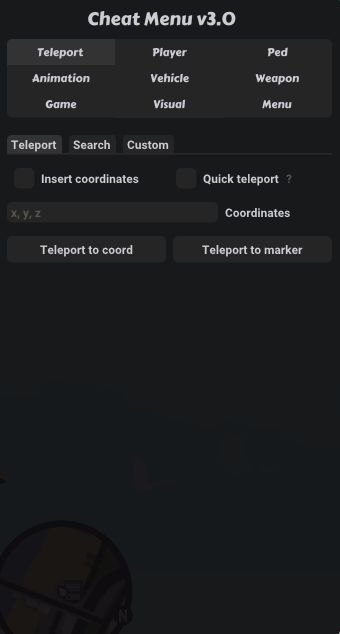 Cheat Menu v3.0
Teleport Player Ped
Animation Vehicle Weapon
Game Visual Menu
Teleport Search Custom
Insert coordinates Quick teleport ?
x, y, z Coordinates
Teleport to coord Teleport to marker
N